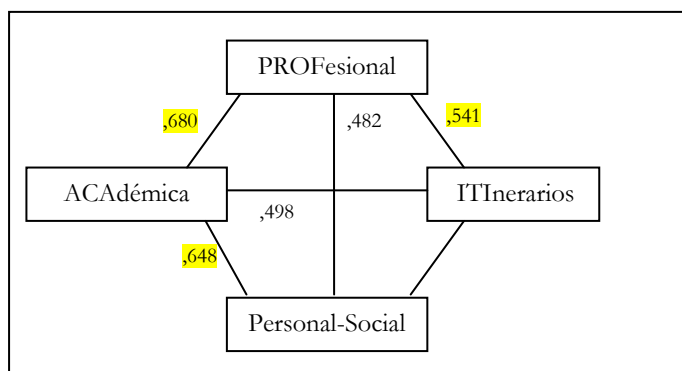 PROFesional
,680
,482
,541
ACAdémica
ITInerarios
,498
,648
Personal-Social